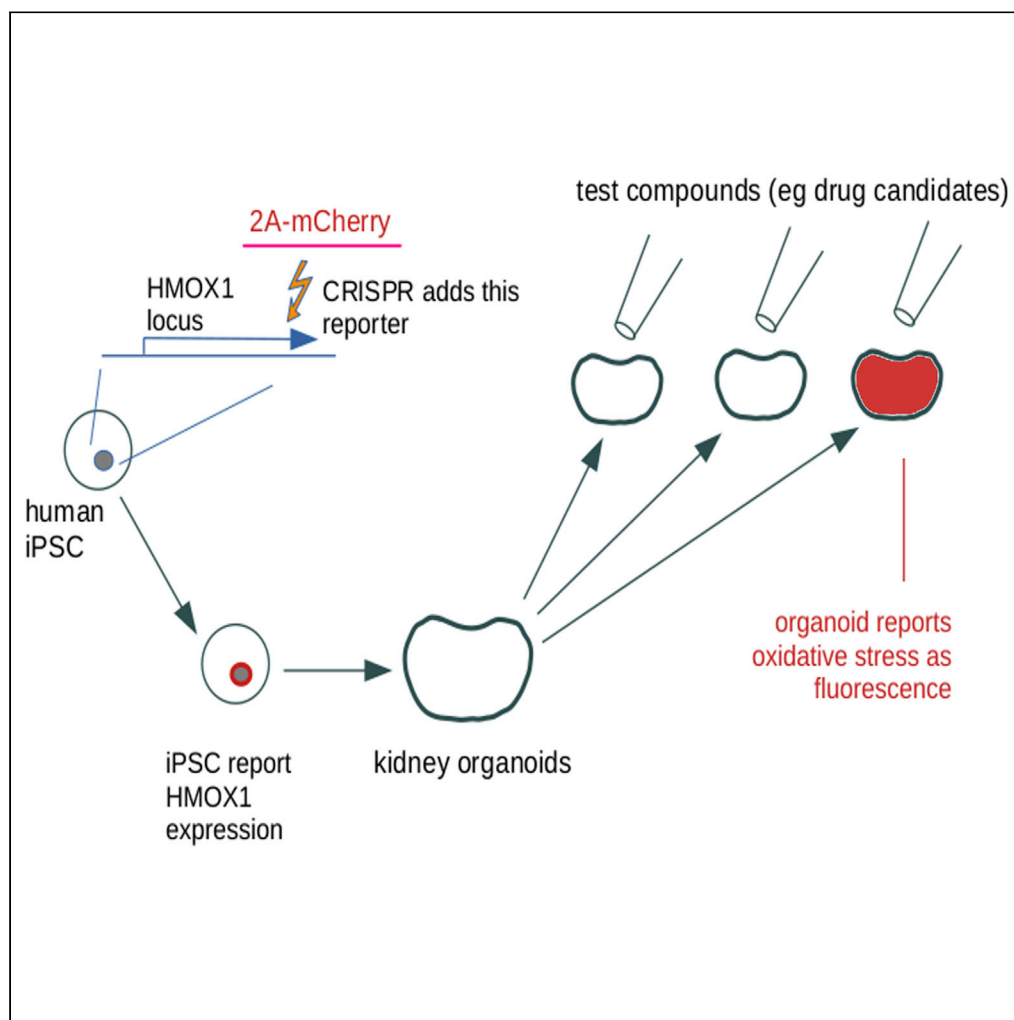 test compounds (eg drug candidates)
2A-mCherry
HMOX1
locus
CRISPR adds this
reporter
human
iPSC
organoid reports
oxidative stress as
fluorescence
iPSC report
HMOX1
expression
kidney organoids